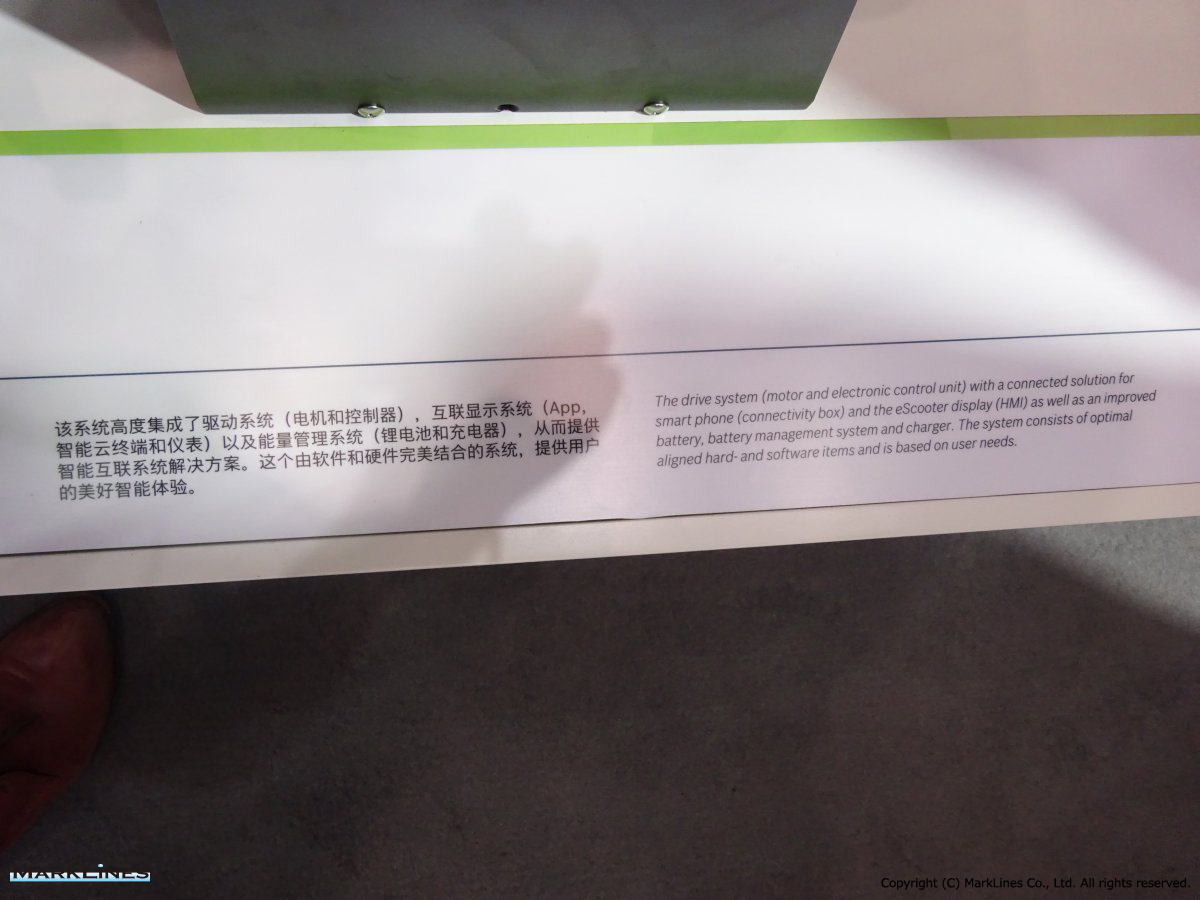 该系统高度集成了驱动系统（电机和控制器），互联显示系统（App，
智能云终端和仪表）以及能量管理系统（锂电池和充电器），从而提供
智能互联系统解决方案。这个由软件和硬件完美结合的系统，提供用户
的美好智能体验。
The drive system (motor and electronic control unit) with a connected solution for
smart phone (connectivity box) and the eScooter display (HMI) as well as an improved
battery, battery management system and charger. The system consists of optimal
aligned hard- and software items and is based on user needs.
MARKLINES
Copyright (C) MarkLines Co., Ltd. All rights reserved.